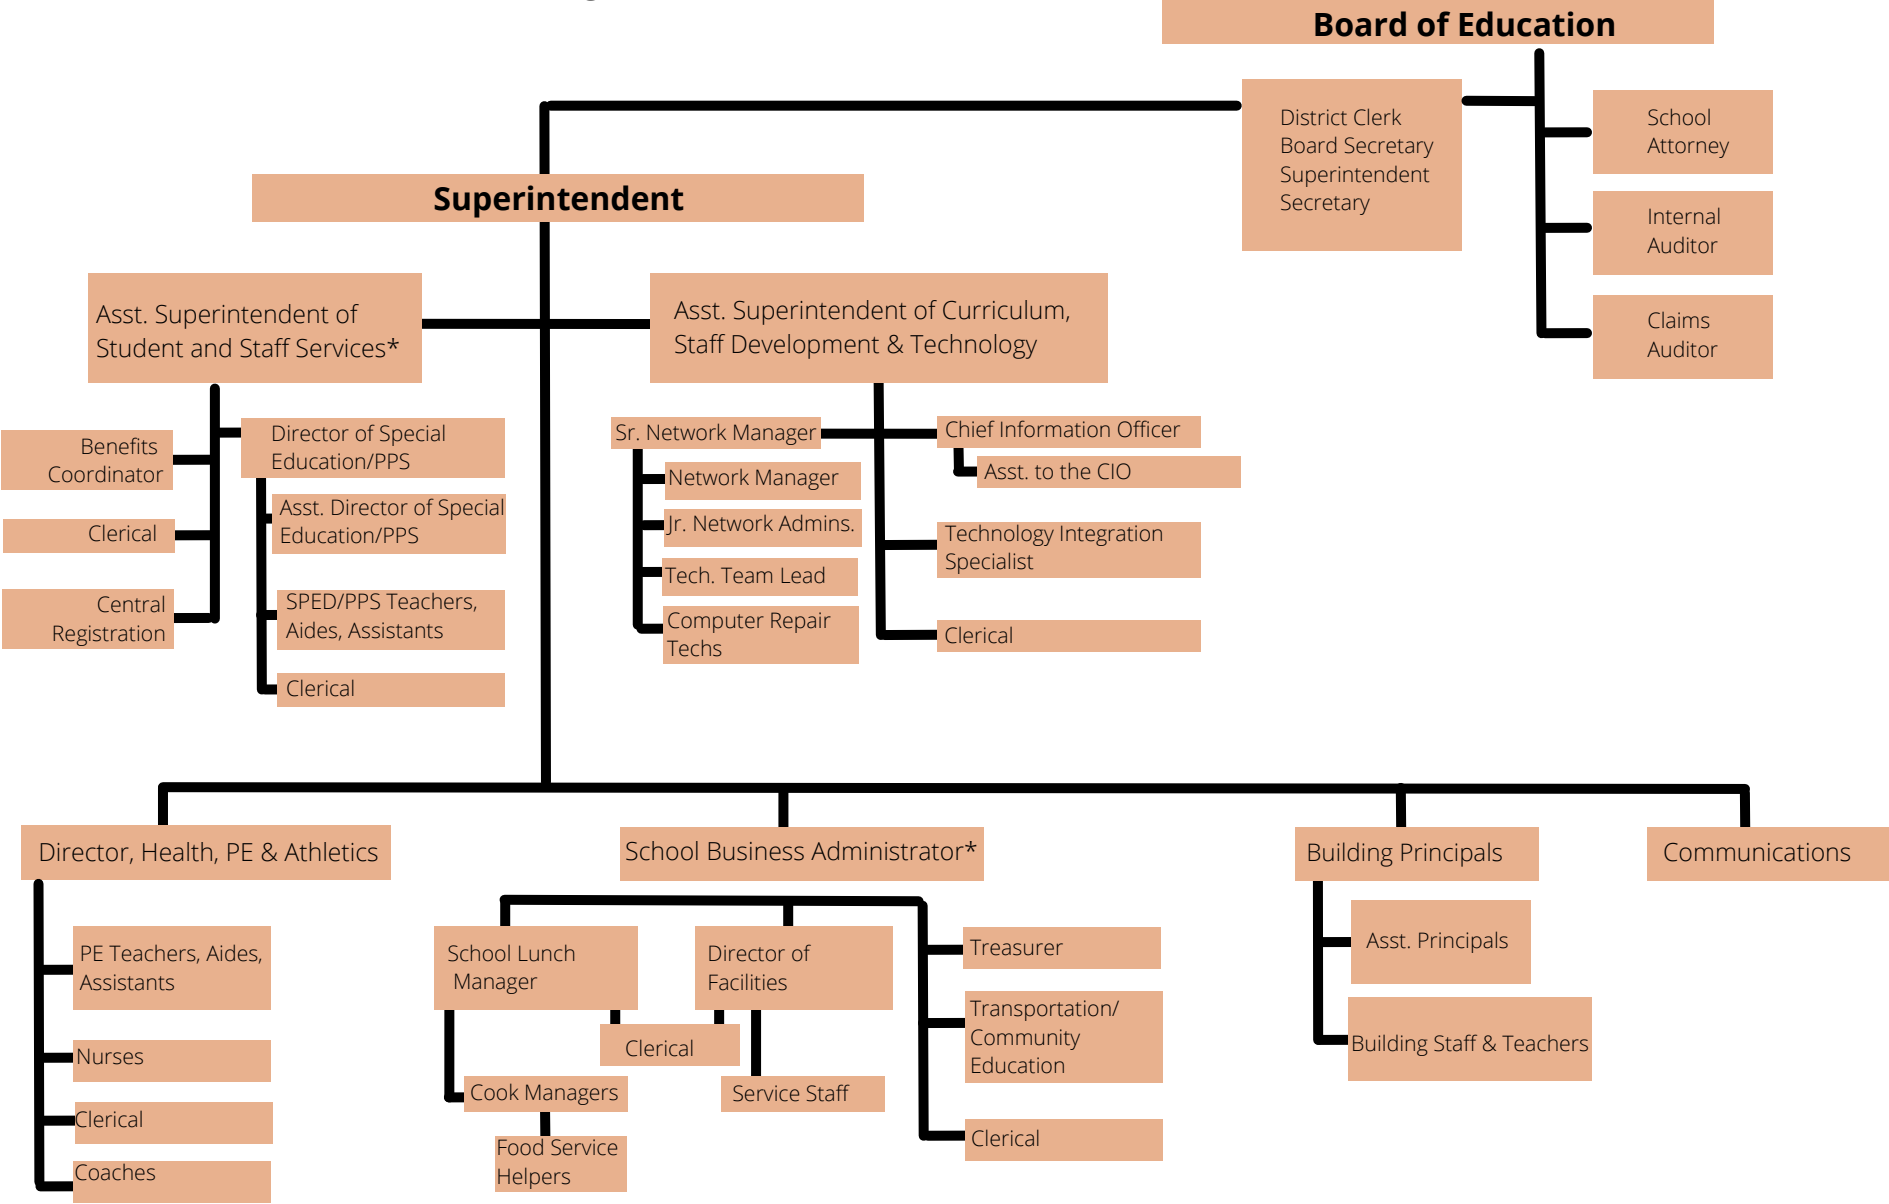 Board of Education
District Clerk
Board Secretary
Superintendent
Secretary
School
Attorney
Internal
Auditor
Claims
Auditor
Superintendent
Asst. Superintendent of
Student and Staff Services*
Asst. Superintendent of Curriculum,
Staff Development & Technology
Benefits
Coordinator
Clerical
Central
Registration
Director of Special
Education/PPS
Asst. Director of Special
Education/PPS
SPED/PPS Teachers,
Aides, Assistants
Clerical
Sr. Network Manager
Network Manager
Jr. Network Admins.
Tech. Team Lead
Computer Repair
Techs
Chief Information Officer
Asst. to the CIO
Technology Integration
Specialist
Clerical
Director, Health, PE & Athletics
PE Teachers, Aides,
Assistants
Nurses
Clerical
Coaches
School Business Administrator*
School Lunch
Manager
Clerical
Cook Managers
Food Service
Helpers
Director of
Facilities
Service Staff
Treasurer
Transportation/
Community
Education
Clerical
Building Principals
Asst. Principals
Building Staff & Teachers
Communications